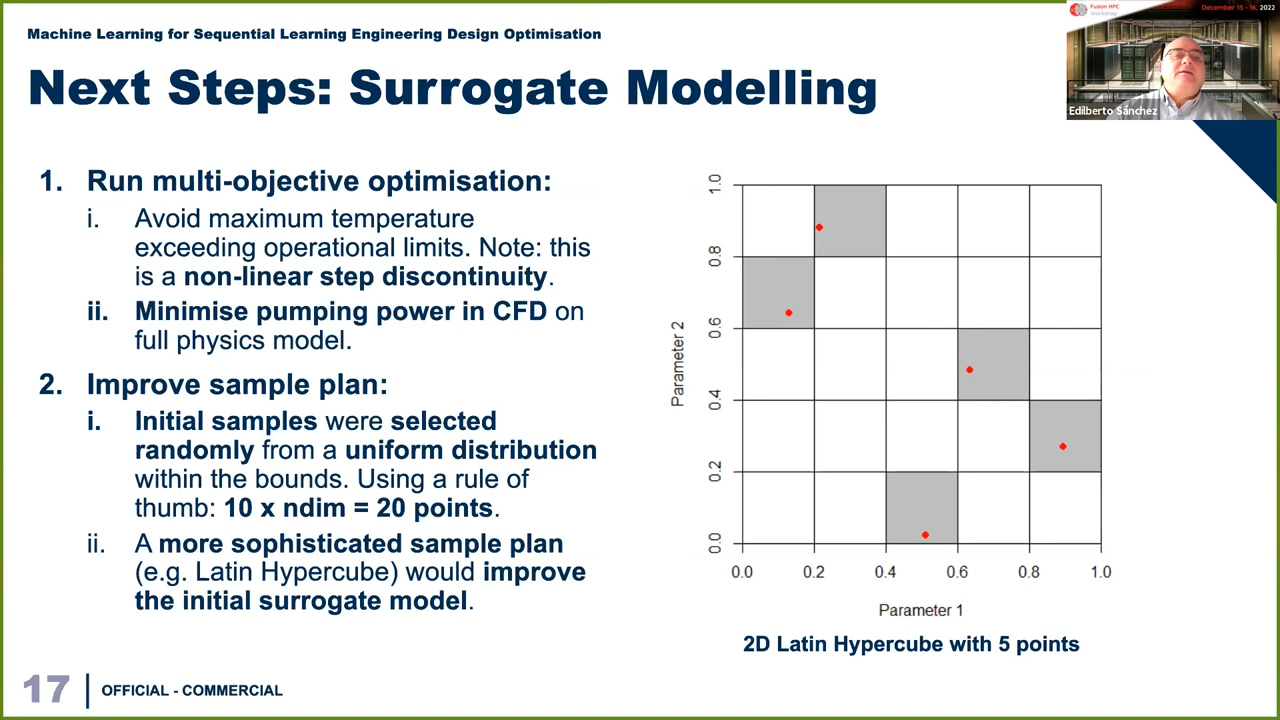 Machine Learning for Sequential Learning Engineering Design Optimisation
Next Steps: Surrogate Modelling
Fusion HPC
Workshop
December 15 - 16, 2022
Edilberto Sánchez
1. Run multi-objective optimisation:
i. Avoid maximum temperature
exceeding operational limits. Note: this
is a non-linear step discontinuity.
ii. Minimise pumping power in CFD on
full physics model.
2. Improve sample plan:
i. Initial samples were selected
randomly from a uniform distribution
within the bounds. Using a rule of
thumb: 10 x ndim = 20 points.
ii. A more sophisticated sample plan
(e.g. Latin Hypercube) would improve
the initial surrogate model.
Parameter 2
1.0
0.8
0.6
0.4
0.2
0.0
0.0 0.2 0.4 0.6 0.8 1.0
Parameter 1
2D Latin Hypercube with 5 points
17 OFFICIAL - COMMERCIAL